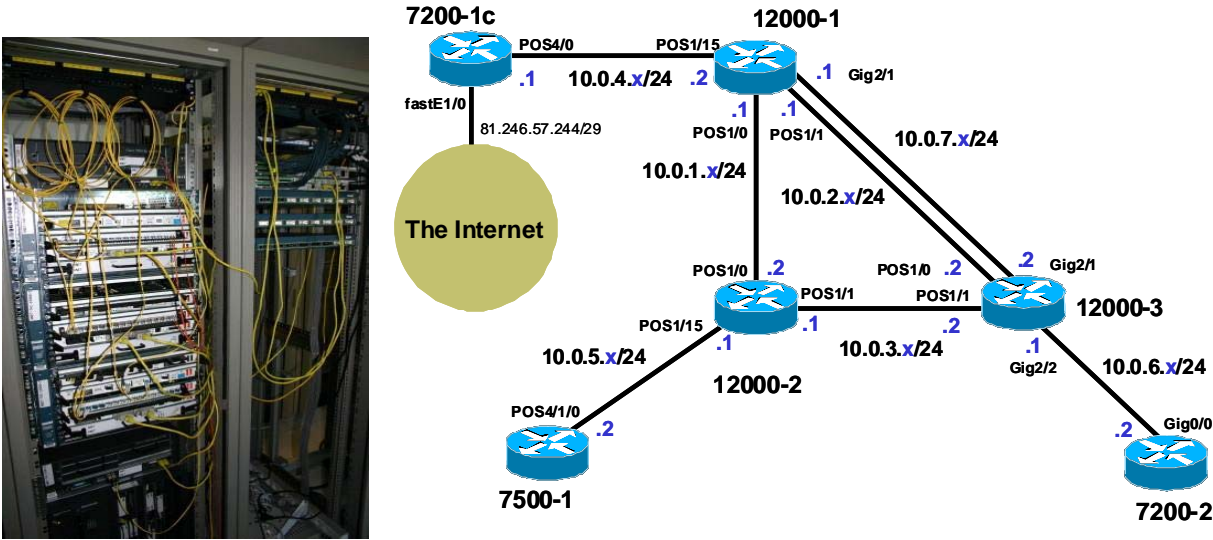 7200-1c
12000-1
POS4/0
POS1/15
.1
10.0.4.x/24
.2
.1
Gig2/1
fastE1/0
.1
.1
81.246.57.244/29
POS1/0
POS1/1
10.0.7.x/24
10.0.1.x/24
10.0.2.x/24
The Internet
POS1/0
.2
POS1/0
.2
.2
Gig2/1
POS1/1
POS1/1
12000-3
POS1/15
.1
.1
.2
.1
10.0.5.x/24
10.0.3.x/24
Gig2/2
10.0.6.x/24
12000-2
POS4/1/0
.2
.2
Gig0/0
7500-1
7200-2